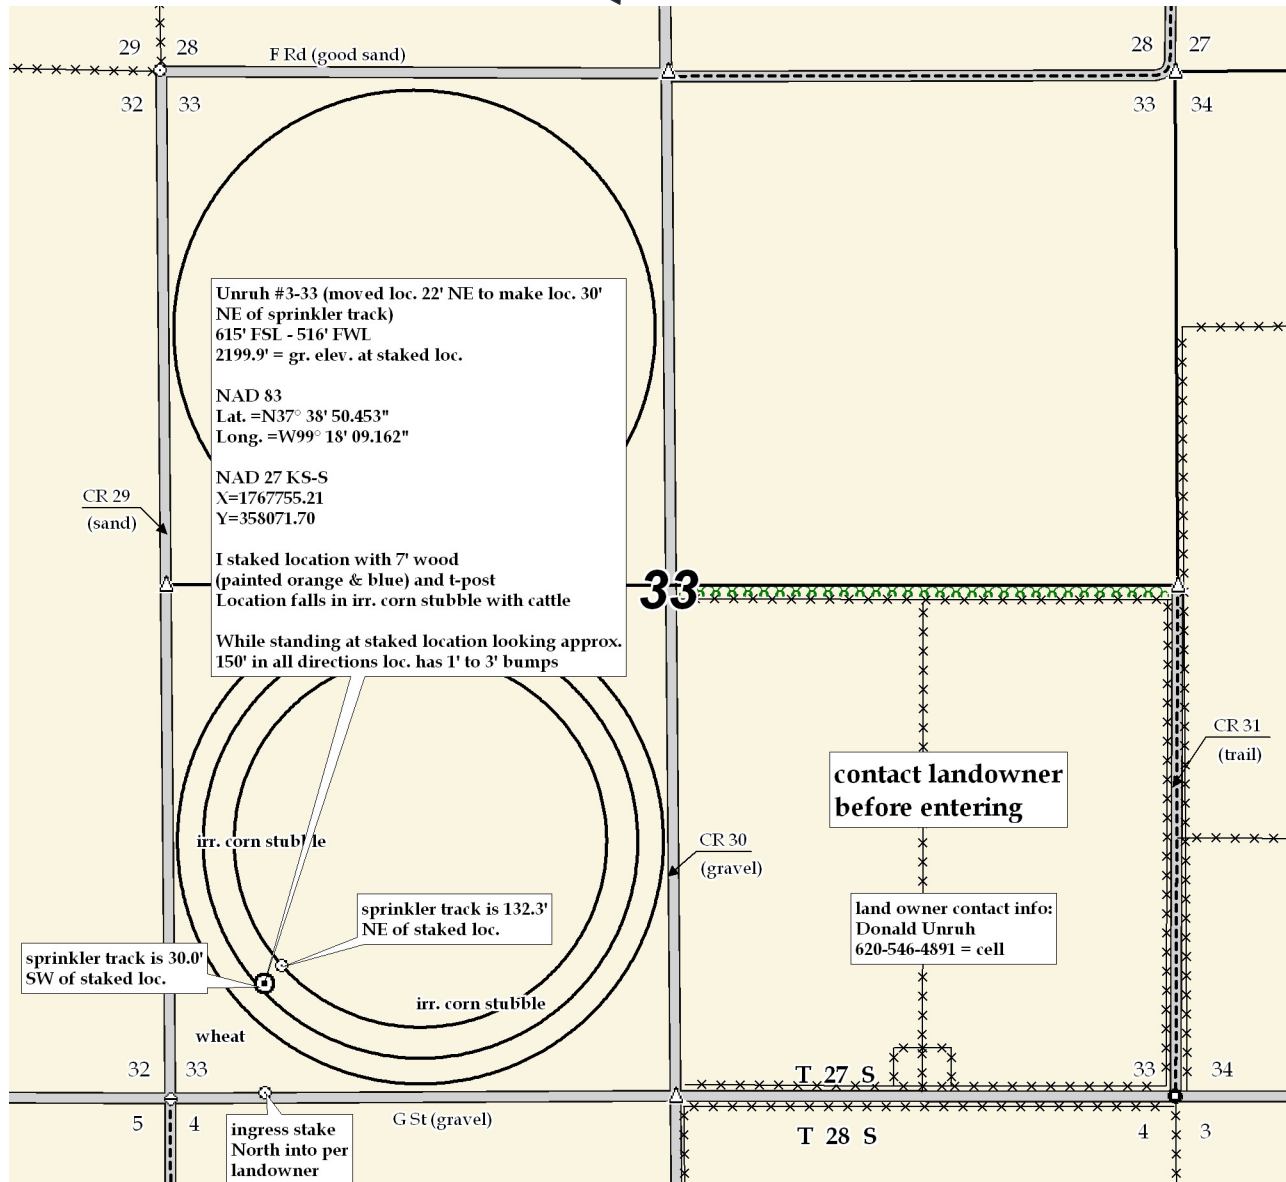 29 28
F Rd (good sand)
28 27
32 33
33 34
Unruh #3-33 (moved loc. 22' NE to make loc. 30'
NE of sprinkler track)
615' FSL - 516' FWL
2199.9' = gr. elev. at staked loc.
NAD 83
Lat. =N37° 38' 50.453"
Long. =W99° 18' 09.162"
NAD 27 KS-S
X=1767755.21
Y=358071.70
I staked location with 7' wood
(painted orange & blue) and t-post
Location falls in irr. corn stubble with cattle
While standing at staked location looking approx.
150' in all directions loc. has 1' to 3' bumps
CR 29
(sand)
33
CR 31
(trail)
contact landowner
before entering
irr. corn stubble
CR 30
(gravel)
sprinkler track is 132.3'
NE of staked loc.
land owner contact info:
Donald Unruh
620-546-4891 = cell
sprinkler track is 30.0'
SW of staked loc.
irr. corn stubble
wheat
32 33
T 27 S
33 34
5 4
G St (gravel)
T 28 S
4 3
ingress stake
North into per
landowner